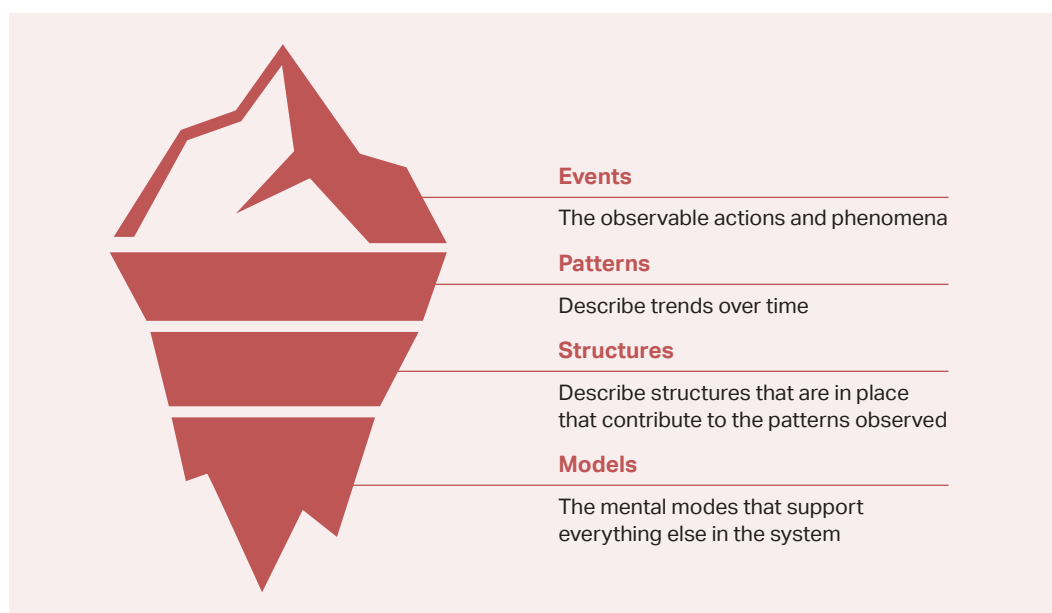 Events
The observable actions and phenomena
Patterns
Describe trends over time
Structures
Describe structures that are in place
that contribute to the patterns observed
Models
The mental modes that support
everything else in the system